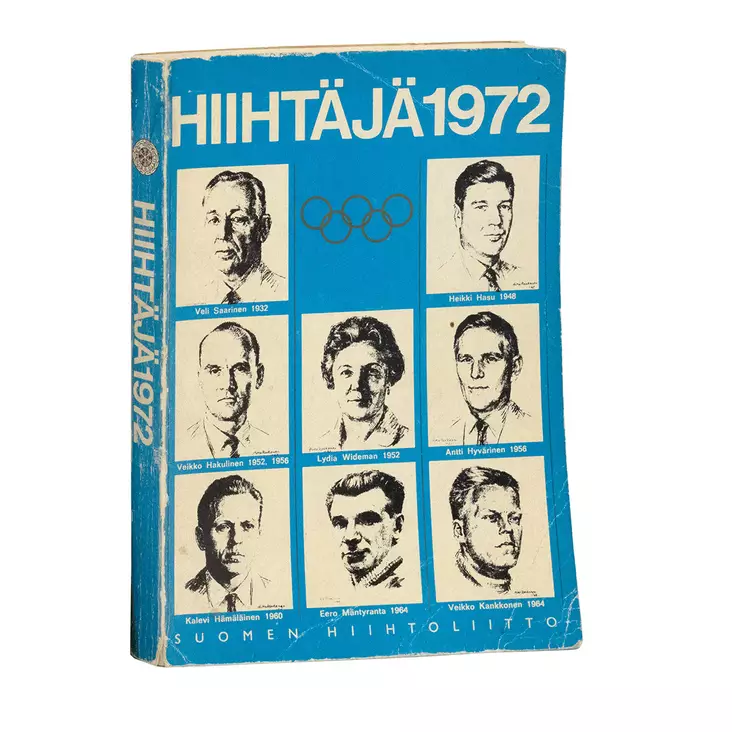 HIIHTÄJÄ1972
HIIHTÄJÄ1972
Veli Saarinen 1932
Heikki Hasu 1948
Veikko Hakulinen 1952, 1956
Lydia Wideman 1952
Antti Hyvärinen 1956
Kalevi Hämäläinen 1960
Eero Mäntyranta 1964
Veikko Kankkonen 1964
SUOMEN HIIHTOLIITTO